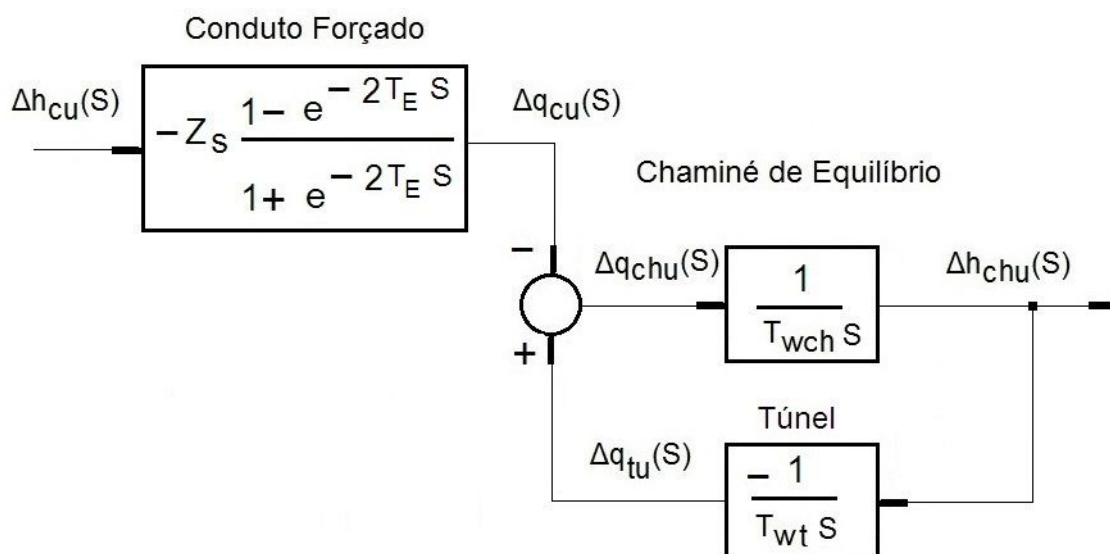 Conduto Forçado
Δh_cu(S)
− Z_S (1− e^(− 2T_E S))/(1+ e^(− 2T_E S))
Δq_cu(S)
Chaminé de Equilíbrio
−
Δq_chu(S)
1/(T_wch S)
Δh_chu(S)
+
Túnel
Δq_tu(S)
− 1/(T_wt S)